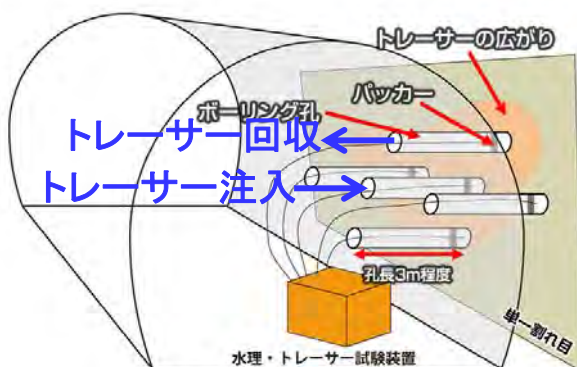 トレーサーの広がり
パッカー
ボーリング孔
トレーサー回収
トレーサー注入
孔長3m程度
単一割れ目
水理・トレーサー試験装置